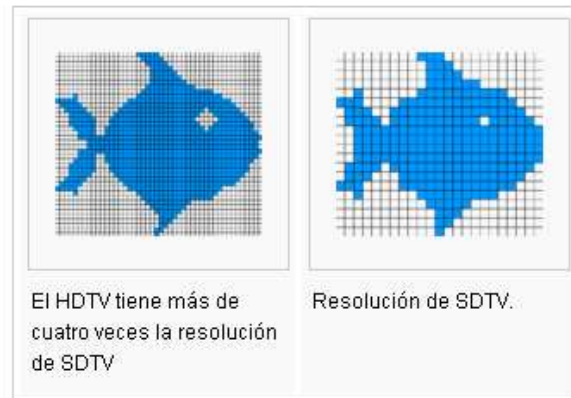 El HDTV tiene más de
cuatro veces la resolución
de SDTV
Resolución de SDTV.